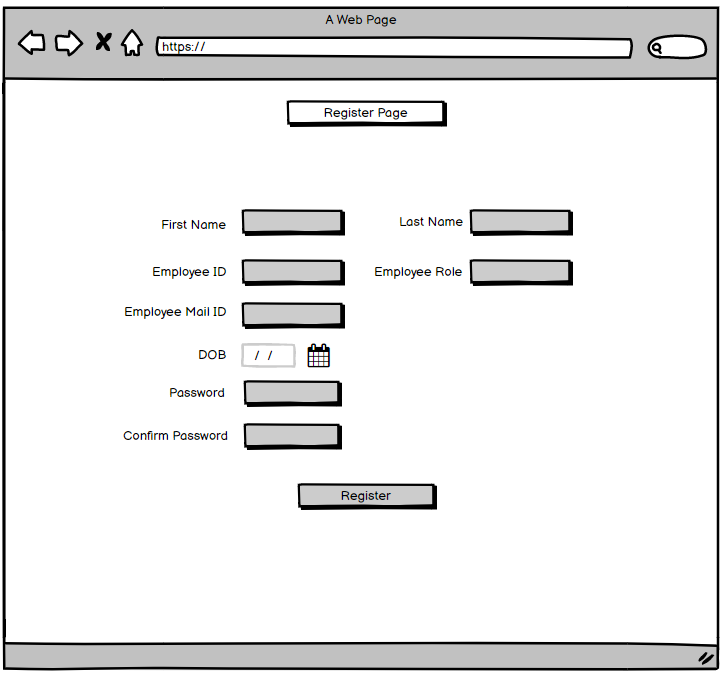 A Web Page
https://
Register Page
First Name
Last Name
Employee ID
Employee Role
Employee Mail ID
DOB
/ /
Password
Confirm Password
Register